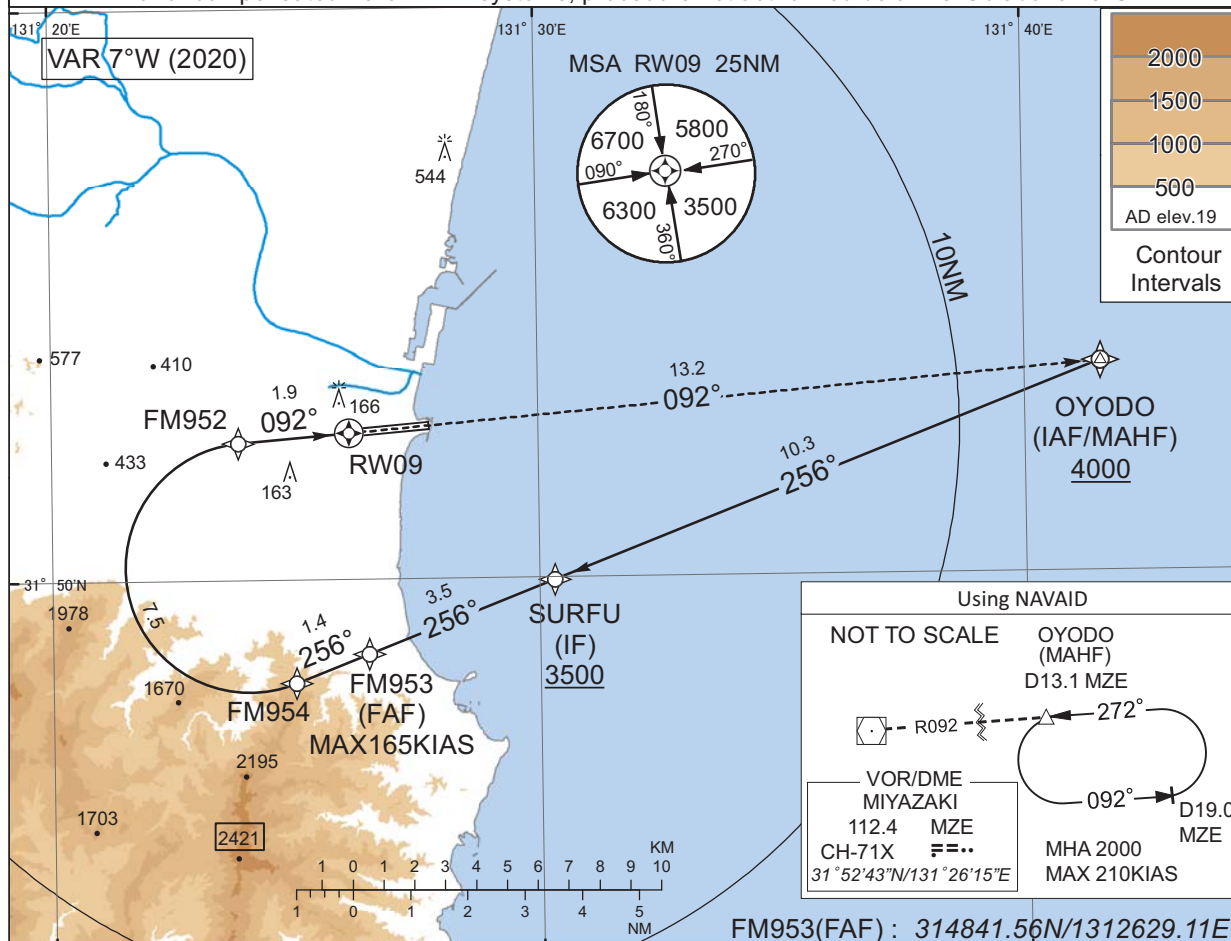 131° 20'E
131° 30'E
131° 40'E
VAR 7°W (2020)
MSA RW09 25NM
180°
6700
5800
090°
270°
6300
3500
360°
2000
1500
1000
500
AD elev.19
Contour
Intervals
544
10NM
577
410
1.9
092°
166
FM952
RW09
433
163
13.2
092°
OYODO
(IAF/MAHF)
4000
10.3
256°
31° 50'N
1978
7.5
3.5
256°
SURFU
(IF)
3500
1.4
256°
FM953
(FAF)
MAX165KIAS
FM954
1670
2195
1703
2421
KM
1 0 1 2 3 4 5 6 7 8 9 10
1 0 1 2 3 4 5
NM
Using NAVAID
NOT TO SCALE
OYODO
(MAHF)
D13.1 MZE
R092
272°
092°
D19.0
MZE
VOR/DME
MIYAZAKI
112.4 MZE
CH-71X
31°52'43"N/131°26'15"E
MHA 2000
MAX 210KIAS
FM953(FAF) : 314841.56N/1312629.11E